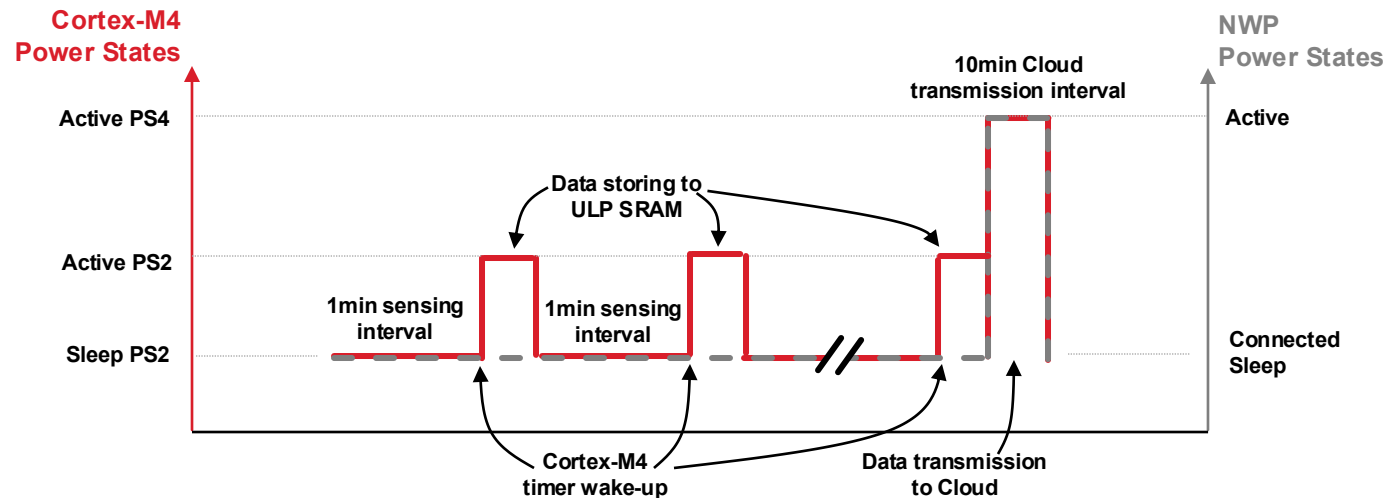 Cortex-M4
Power States
NWP
Power States
10min Cloud
transmission interval
Active PS4
Active
Data storing to
ULP SRAM
Active PS2
1min sensing
interval
1min sensing
interval
Sleep PS2
Connected
Sleep
Cortex-M4
timer wake-up
Data transmission
to Cloud